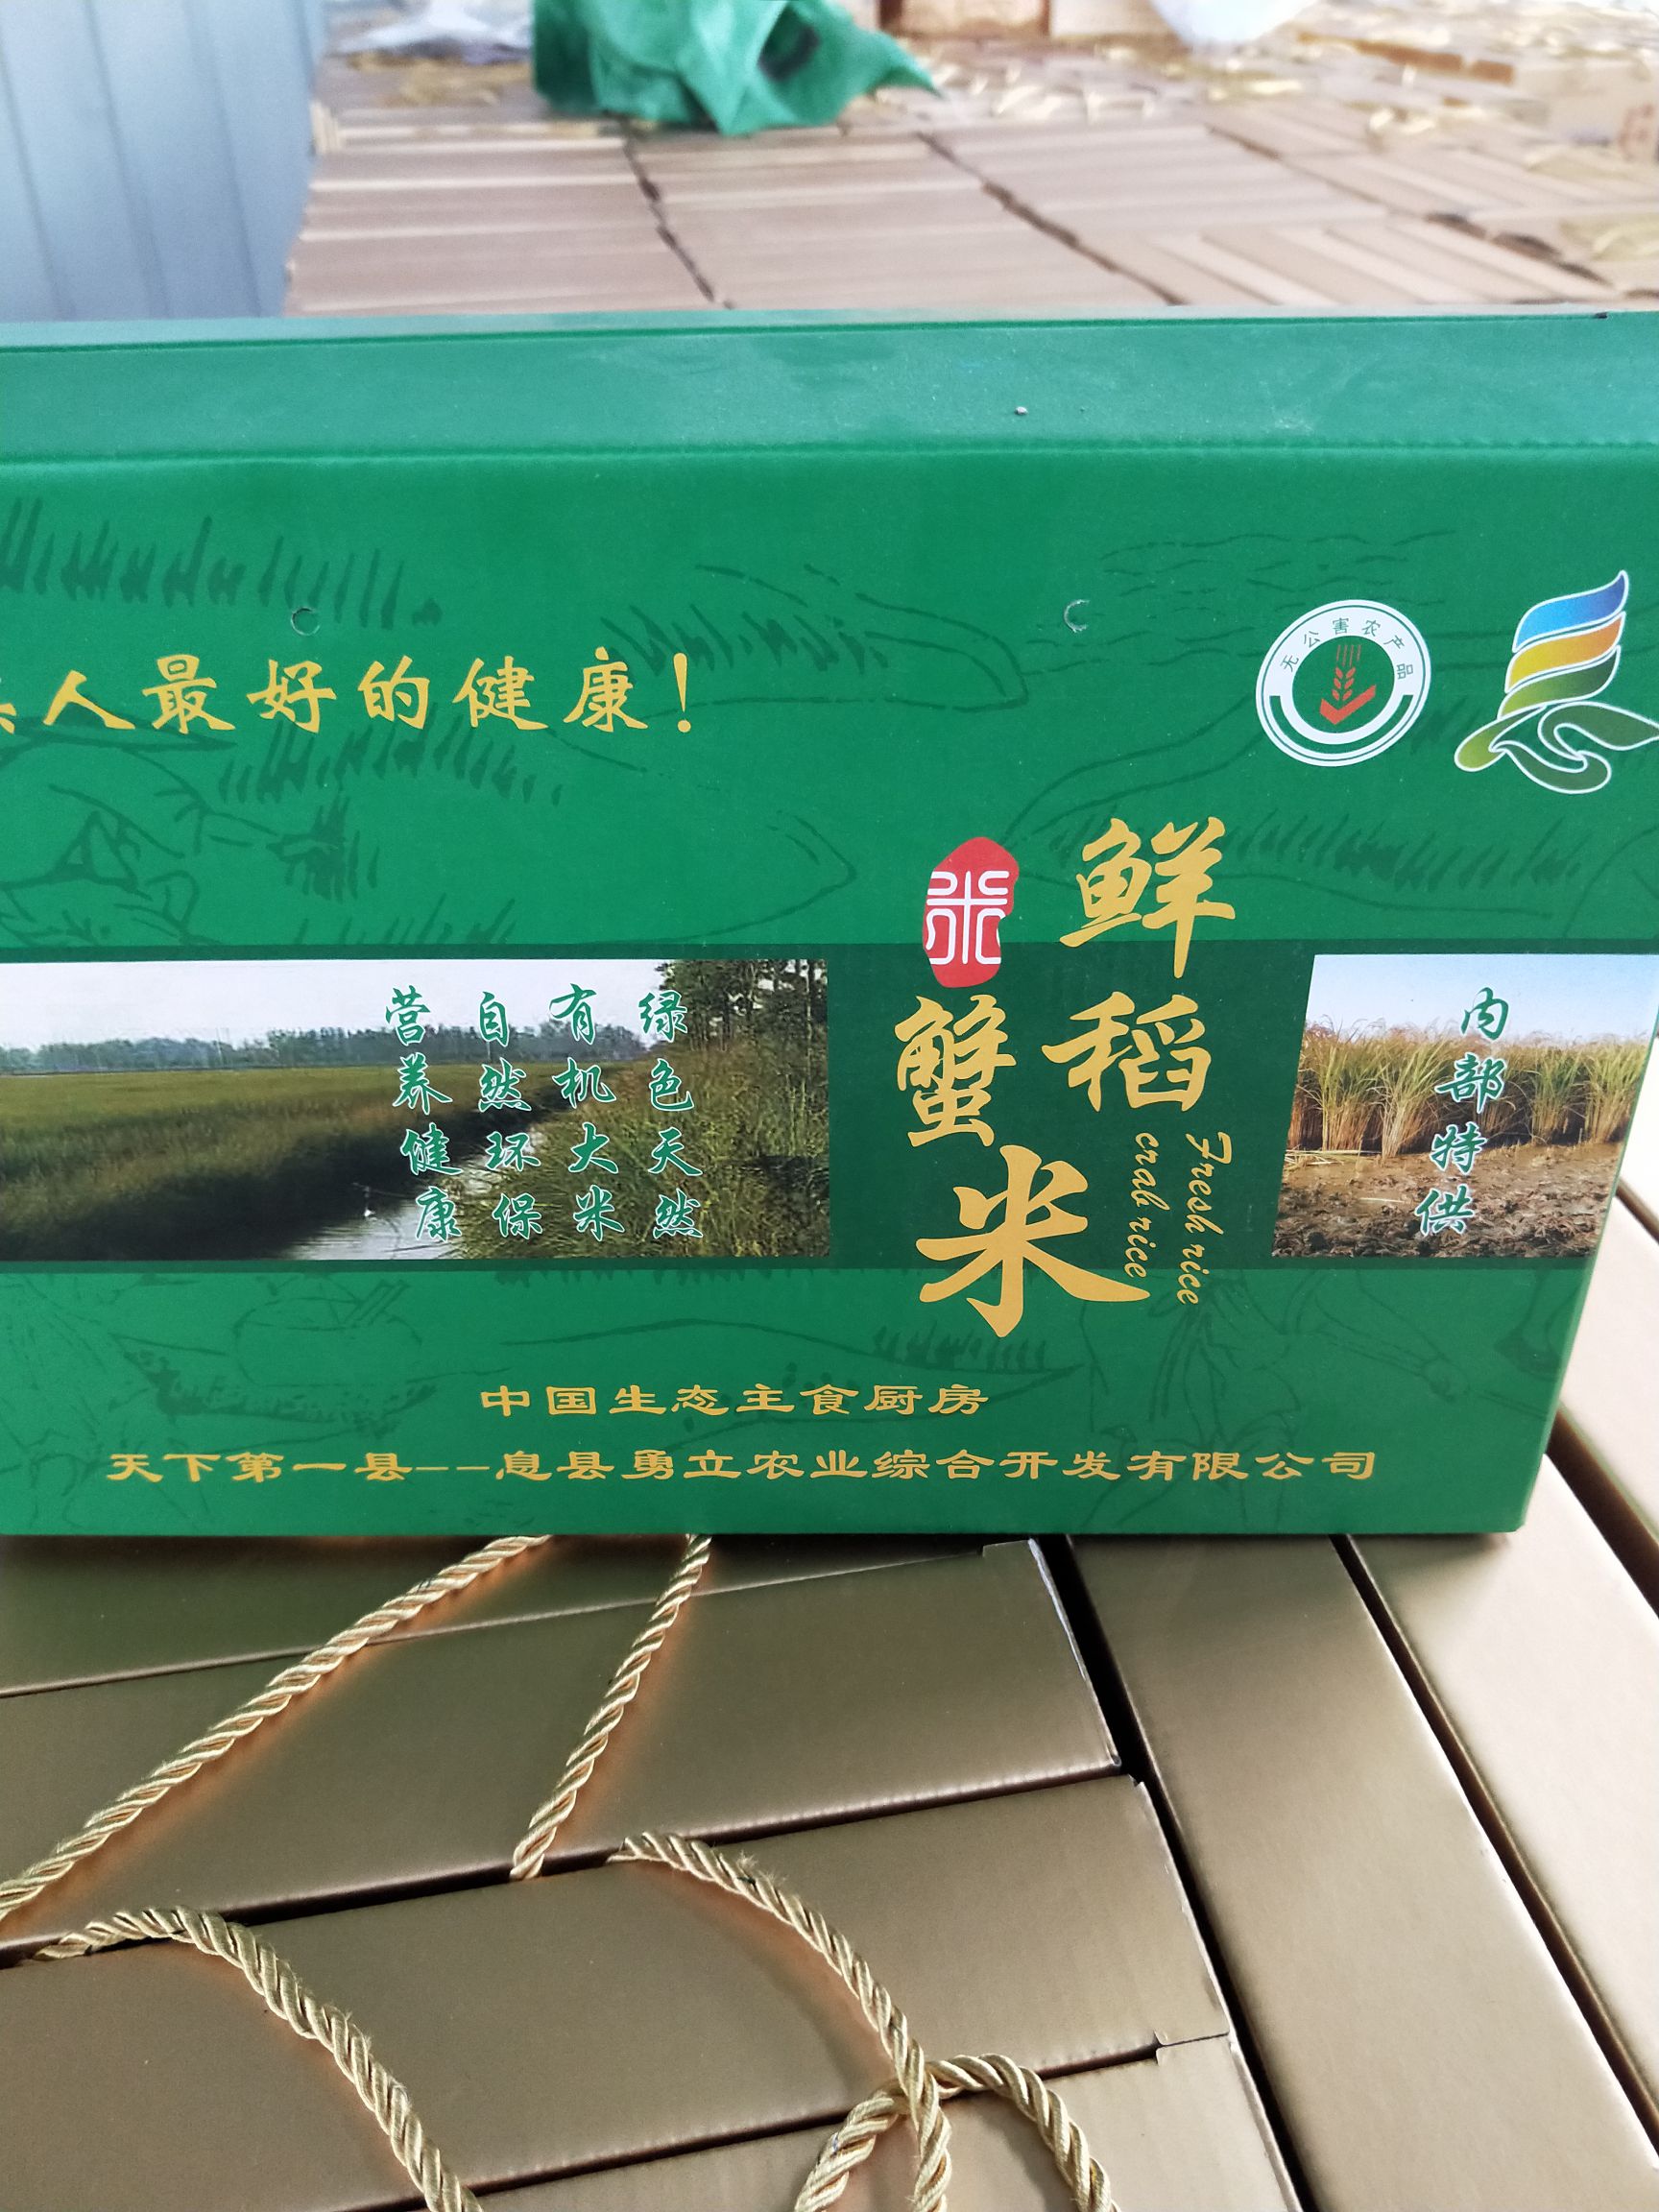 人最好的健康！
无公害农产品
米
鲜稻
蟹米
Fresh rice
crab rice
绿色天然
有机大米
自然环保
营养健康
内部特供
中国生态主食厨房
天下第一县--息县勇立农业综合开发有限公司